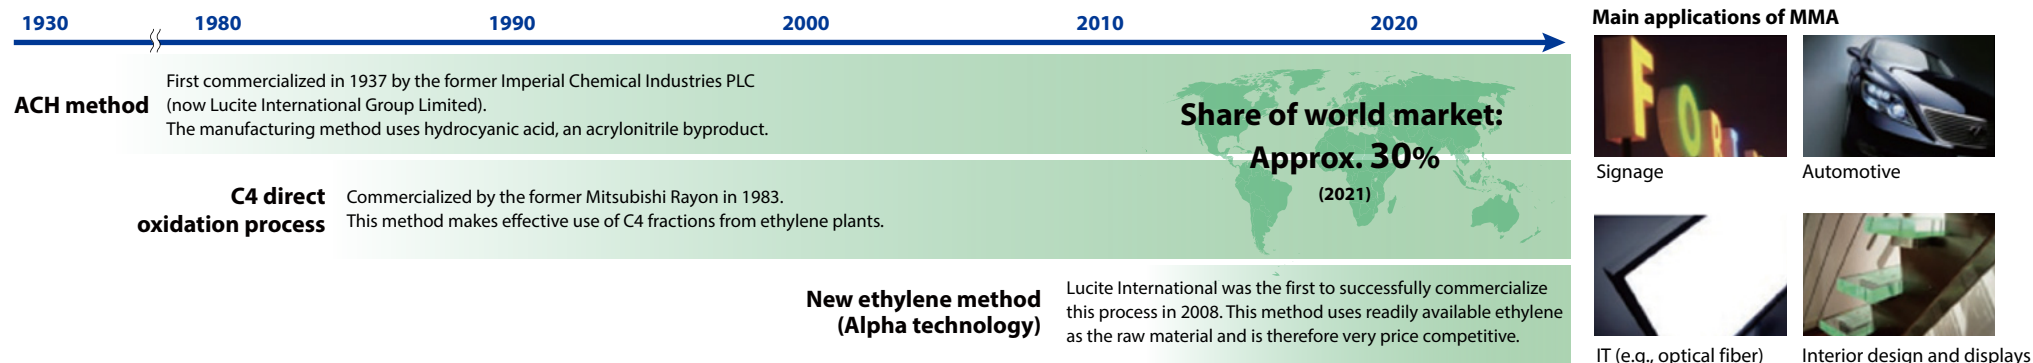 1930 1980 1990 2000 2010 2020
ACH method
First commercialized in 1937 by the former Imperial Chemical Industries PLC
(now Lucite International Group Limited).
The manufacturing method uses hydrocyanic acid, an acrylonitrile byproduct.
C4 direct
oxidation process
Commercialized by the former Mitsubishi Rayon in 1983.
This method makes effective use of C4 fractions from ethylene plants.
New ethylene method
(Alpha technology)
Lucite International was the first to successfully commercialize
this process in 2008. This method uses readily available ethylene
as the raw material and is therefore very price competitive.
Share of world market:
Approx. 30%
(2021)
Main applications of MMA
FOR
Signage
Automotive
IT (e.g., optical fiber)
Interior design and displays